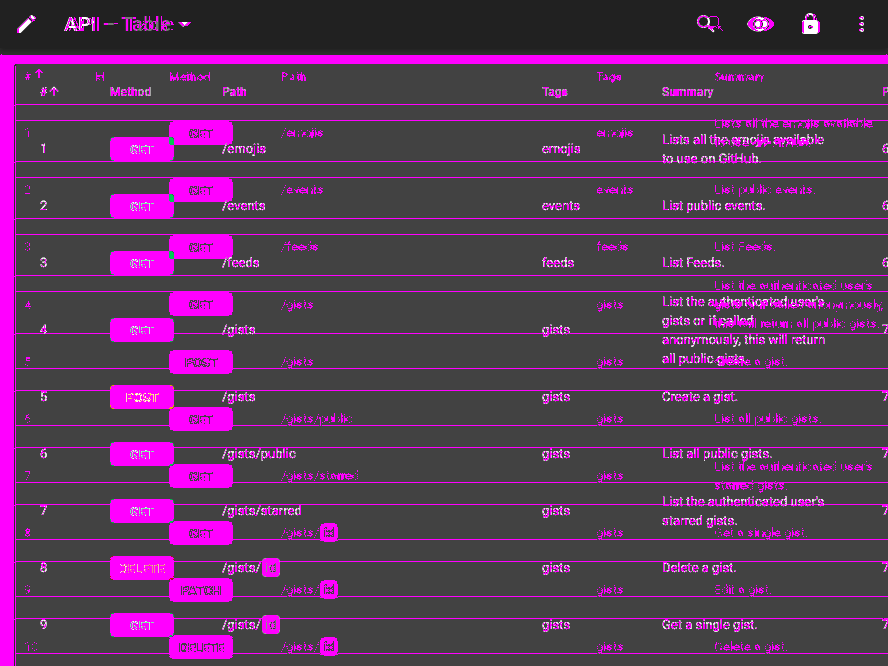 API – Table
# Id Method Path Tags Summary
# Method Path Tags Summary
1 GET /emojis emojis Lists all the emojis available
1 GET /emojis emojis Lists all the emojis available
to use on GitHub.
2 GET /events events List public events
2 GET /events events List public events.
3 GET /feeds feeds List Feeds.
3 GET /feeds feeds List Feeds.
List the authenticated user's
4 GET /gists gists
List the authenticated user's
gists or if called
will return all public gists
4 GET /gists gists
anonymously, this will return
all public gists.
5 POST /gists gists Create a gist.
5 POST /gists gists Create a gist.
6 GET /gists/public gists List all public gists.
6 GET /gists/public gists List all public gists.
List the authenticated user's
7 GET /gists/starred gists
starred gists
List the authenticated user's
7 GET /gists/starred gists
starred gists.
8 GET /gists/ id gists Get a single gist.
8 DELETE /gists/ id gists Delete a gist.
9 PATCH /gists/ id gists Edit a gist
9 GET /gists/ id gists Get a single gist.
10 DELETE /gists/ id gists Delete a gist.